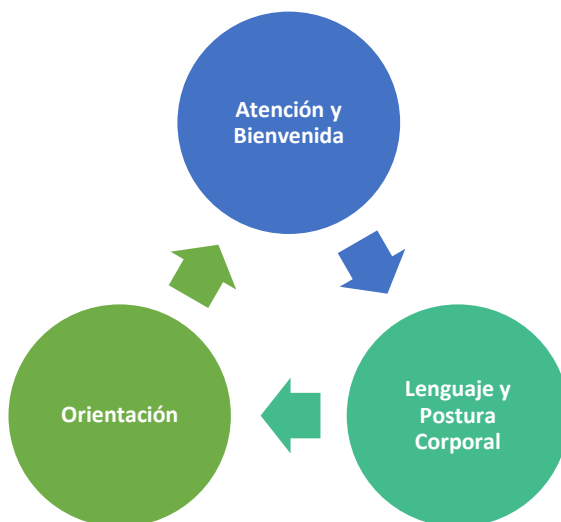 Atención y
Bienvenida
Lenguaje y
Postura
Corporal
Orientación